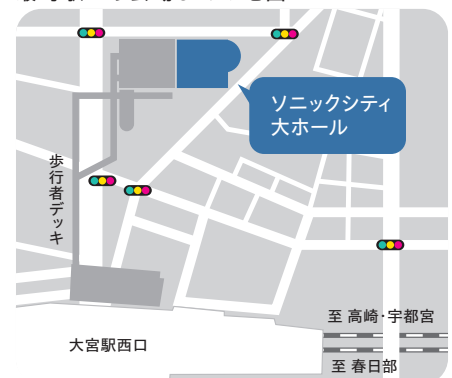 ソニックシティ
大ホール
歩行者デッキ
至 高崎・宇都宮
大宮駅西口
至 春日部